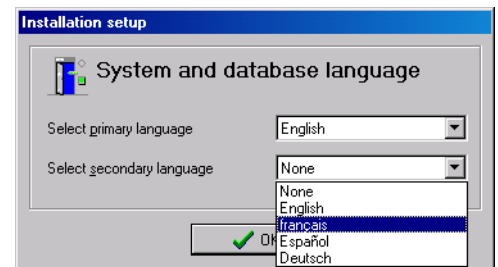 Installation setup
System and database language
Select primary language English
Select secondary language None
None
English
français
OK Español
Deutsch